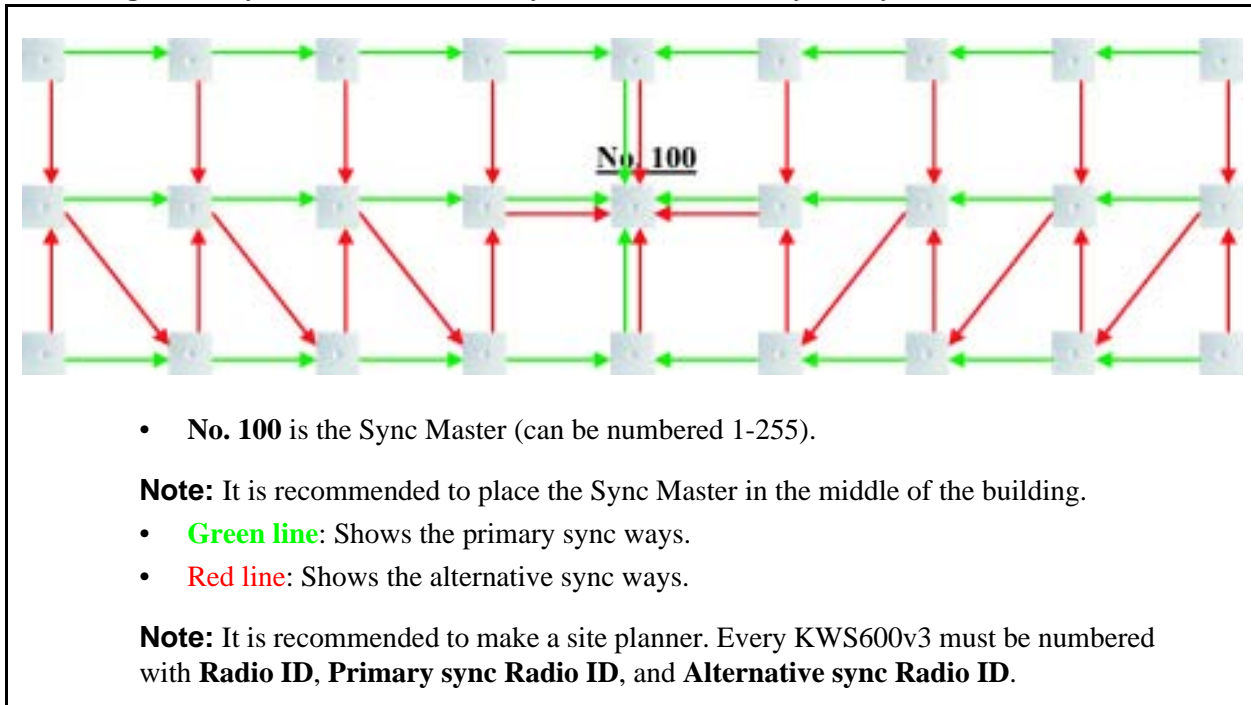 No. 100
• No. 100 is the Sync Master (can be numbered 1-255).
Note: It is recommended to place the Sync Master in the middle of the building.
• Green line: Shows the primary sync ways.
• Red line: Shows the alternative sync ways.
Note: It is recommended to make a site planner. Every KWS600v3 must be numbered
with Radio ID, Primary sync Radio ID, and Alternative sync Radio ID.